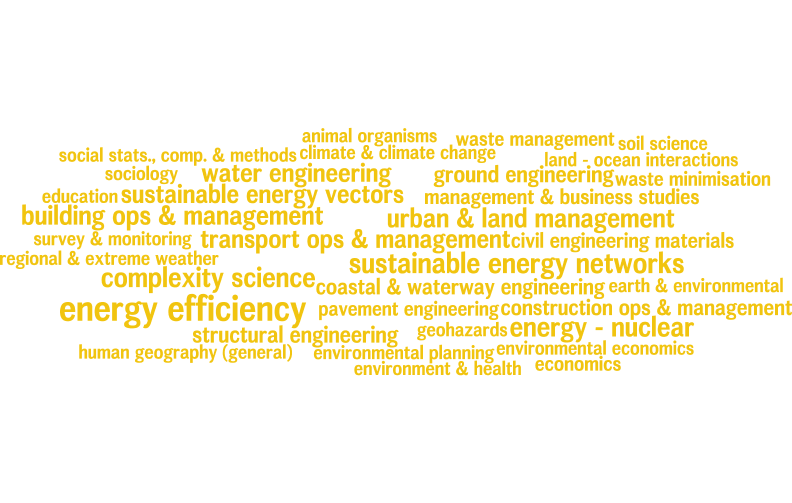 animal organisms
waste management
soil science
social stats., comp. & methods
climate & climate change
land - ocean interactions
sociology
water engineering
ground engineering
waste minimisation
education
sustainable energy vectors
management & business studies
building ops & management
urban & land management
survey & monitoring
transport ops & management
civil engineering materials
regional & extreme weather
sustainable energy networks
complexity science
coastal & waterway engineering
earth & environmental
energy efficiency
pavement engineering
construction ops & management
structural engineering
geohazards
energy - nuclear
human geography (general)
environmental planning
environmental economics
environment & health
economics